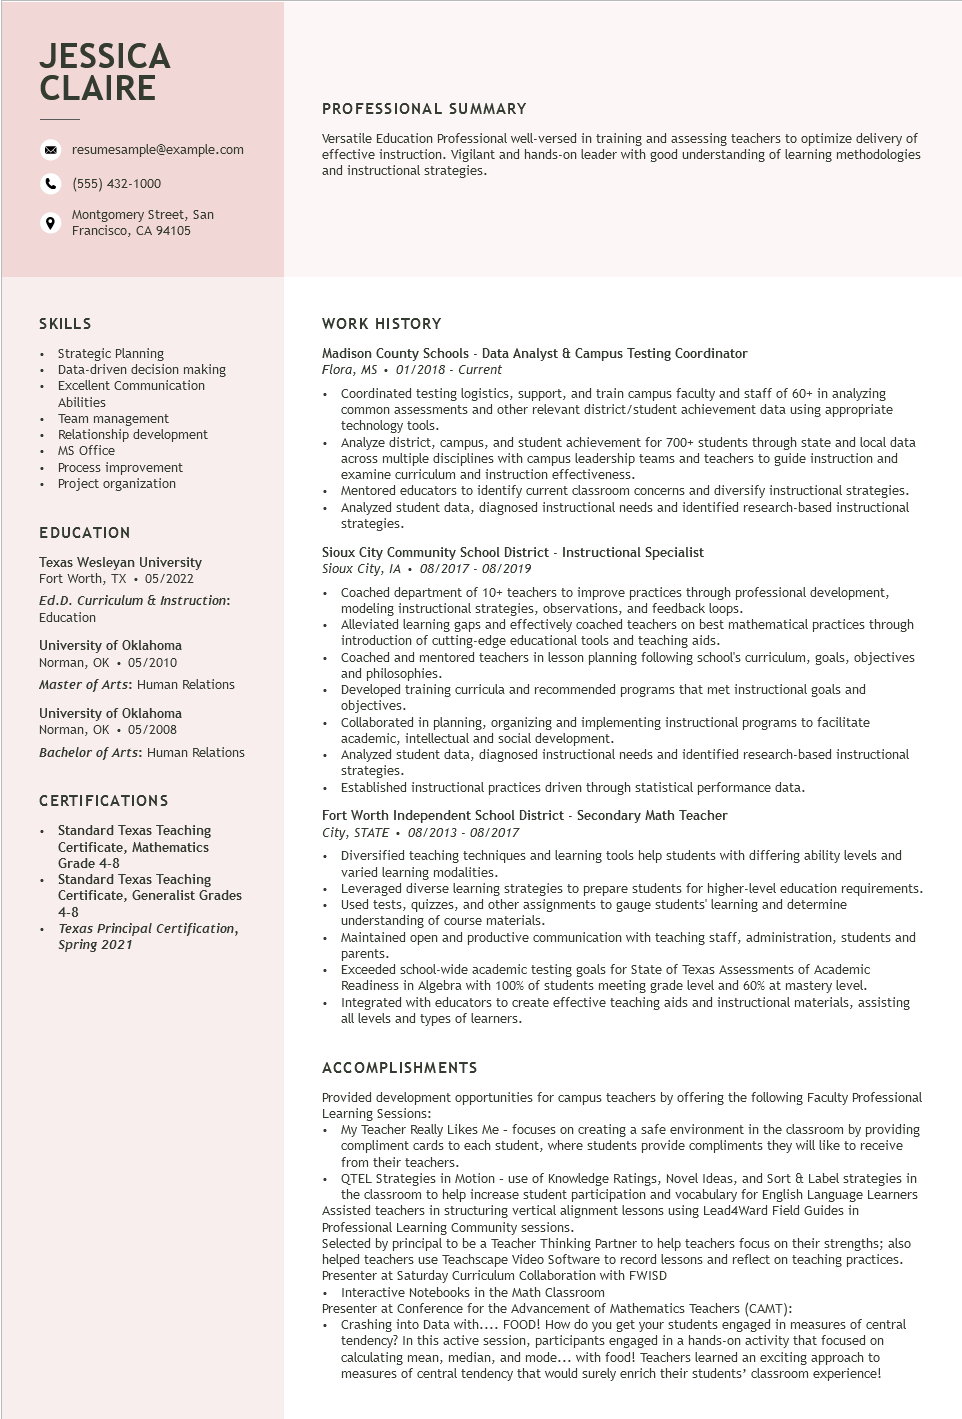 JESSICA
CLAIRE
resumesample@example.com
(555) 432-1000
Montgomery Street, San
Francisco, CA 94105
PROFESSIONAL SUMMARY
Versatile Education Professional well-versed in training and assessing teachers to optimize delivery of
effective instruction. Vigilant and hands-on leader with good understanding of learning methodologies
and instructional strategies.
SKILLS
• Strategic Planning
• Data-driven decision making
• Excellent Communication
Abilities
• Team management
• Relationship development
• MS Office
• Process improvement
• Project organization
EDUCATION
Texas Wesleyan University
Fort Worth, TX • 05/2022
Ed.D. Curriculum & Instruction:
Education
University of Oklahoma
Norman, OK • 05/2010
Master of Arts: Human Relations
University of Oklahoma
Norman, OK • 05/2008
Bachelor of Arts: Human Relations
CERTIFICATIONS
• Standard Texas Teaching
Certificate, Mathematics
Grade 4-8
• Standard Texas Teaching
Certificate, Generalist Grades
4-8
• Texas Principal Certification,
Spring 2021
WORK HISTORY
Madison County Schools - Data Analyst & Campus Testing Coordinator
Flora, MS • 01/2018 - Current
• Coordinated testing logistics, support, and train campus faculty and staff of 60+ in analyzing
common assessments and other relevant district/student achievement data using appropriate
technology tools.
• Analyze district, campus, and student achievement for 700+ students through state and local data
across multiple disciplines with campus leadership teams and teachers to guide instruction and
examine curriculum and instruction effectiveness.
• Mentored educators to identify current classroom concerns and diversify instructional strategies.
• Analyzed student data, diagnosed instructional needs and identified research-based instructional
strategies.
Sioux City Community School District - Instructional Specialist
Sioux City, IA • 08/2017 - 08/2019
• Coached department of 10+ teachers to improve practices through professional development,
modeling instructional strategies, observations, and feedback loops.
• Alleviated learning gaps and effectively coached teachers on best mathematical practices through
introduction of cutting-edge educational tools and teaching aids.
• Coached and mentored teachers in lesson planning following school's curriculum, goals, objectives
and philosophies.
• Developed training curricula and recommended programs that met instructional goals and
objectives.
• Collaborated in planning, organizing and implementing instructional programs to facilitate
academic, intellectual and social development.
• Analyzed student data, diagnosed instructional needs and identified research-based instructional
strategies.
• Established instructional practices driven through statistical performance data.
Fort Worth Independent School District - Secondary Math Teacher
City, STATE • 08/2013 - 08/2017
• Diversified teaching techniques and learning tools help students with differing ability levels and
varied learning modalities.
• Leveraged diverse learning strategies to prepare students for higher-level education requirements.
• Used tests, quizzes, and other assignments to gauge students' learning and determine
understanding of course materials.
• Maintained open and productive communication with teaching staff, administration, students and
parents.
• Exceeded school-wide academic testing goals for State of Texas Assessments of Academic
Readiness in Algebra with 100% of students meeting grade level and 60% at mastery level.
• Integrated with educators to create effective teaching aids and instructional materials, assisting
all levels and types of learners.
ACCOMPLISHMENTS
Provided development opportunities for campus teachers by offering the following Faculty Professional
Learning Sessions:
• My Teacher Really Likes Me – focuses on creating a safe environment in the classroom by providing
compliment cards to each student, where students provide compliments they will like to receive
from their teachers.
• QTEL Strategies in Motion – use of Knowledge Ratings, Novel Ideas, and Sort & Label strategies in
the classroom to help increase student participation and vocabulary for English Language Learners
Assisted teachers in structuring vertical alignment lessons using Lead4Ward Field Guides in
Professional Learning Community sessions.
Selected by principal to be a Teacher Thinking Partner to help teachers focus on their strengths; also
helped teachers use Teachscape Video Software to record lessons and reflect on teaching practices.
Presenter at Saturday Curriculum Collaboration with FWISD
• Interactive Notebooks in the Math Classroom
Presenter at Conference for the Advancement of Mathematics Teachers (CAMT):
• Crashing into Data with.... FOOD! How do you get your students engaged in measures of central
tendency? In this active session, participants engaged in a hands-on activity that focused on
calculating mean, median, and mode... with food! Teachers learned an exciting approach to
measures of central tendency that would surely enrich their students’ classroom experience!